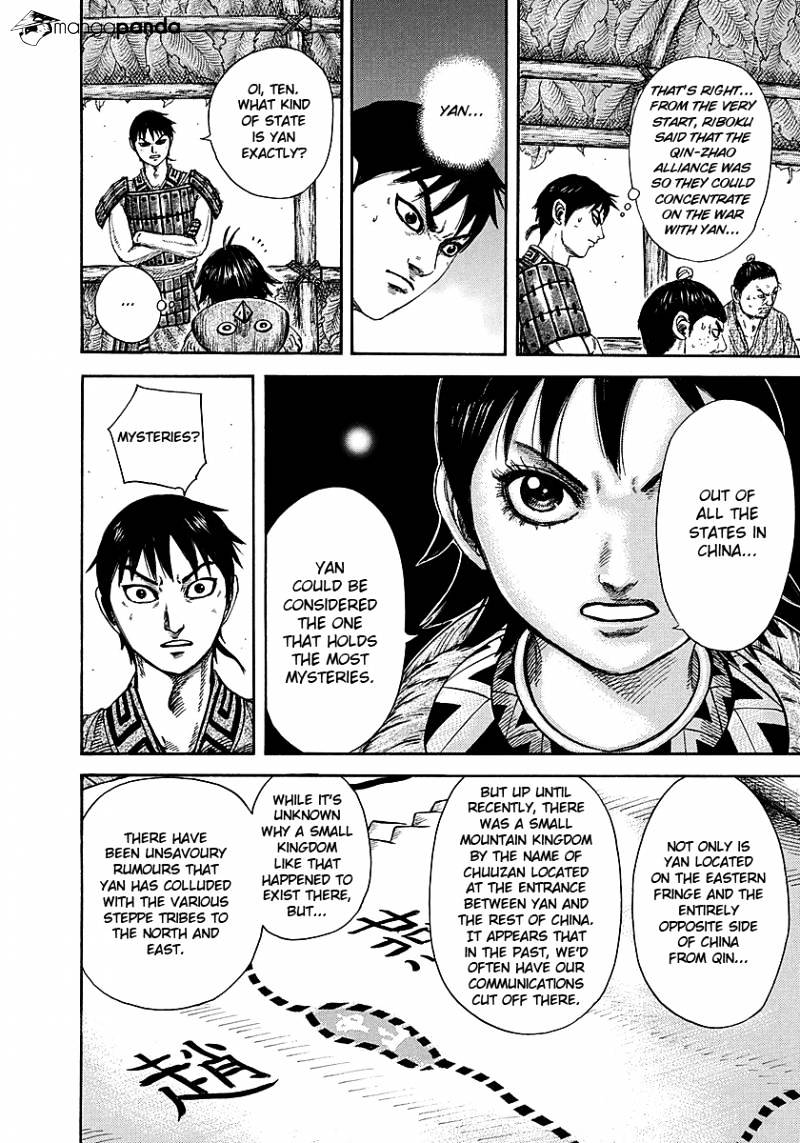 mangapanda
THAT'S RIGHT...
FROM THE VERY
START, RIBOKU
SAID THAT THE
QIN-ZHAO
ALLIANCE WAS
SO THEY COULD
CONCENTRATE
ON THE WAR
WITH YAN...
YAN...
OI, TEN.
WHAT KIND
OF STATE
IS YAN
EXACTLY?
...
OUT OF
ALL THE
STATES IN
CHINA...
YAN
COULD BE
CONSIDERED
THE ONE
THAT HOLDS
THE MOST
MYSTERIES.
MYSTERIES?
NOT ONLY IS
YAN LOCATED
ON THE EASTERN
FRINGE AND THE
ENTIRELY
OPPOSITE SIDE
OF CHINA
FROM QIN...
BUT UP UNTIL
RECENTLY, THERE
WAS A SMALL
MOUNTAIN KINGDOM
BY THE NAME OF
CHUUZAN LOCATED
AT THE ENTRANCE
BETWEEN YAN AND
THE REST OF CHINA.
IT APPEARS THAT
IN THE PAST, WE'D
OFTEN HAVE OUR
COMMUNICATIONS
CUT OFF THERE.
WHILE IT'S
UNKNOWN
WHY A SMALL
KINGDOM
LIKE THAT
HAPPENED TO
EXIST THERE,
BUT...
THERE HAVE
BEEN UNSAVOURY
RUMOURS THAT
YAN HAS COLLUDED
WITH THE VARIOUS
STEPPE TRIBES TO
THE NORTH AND
EAST.
趙